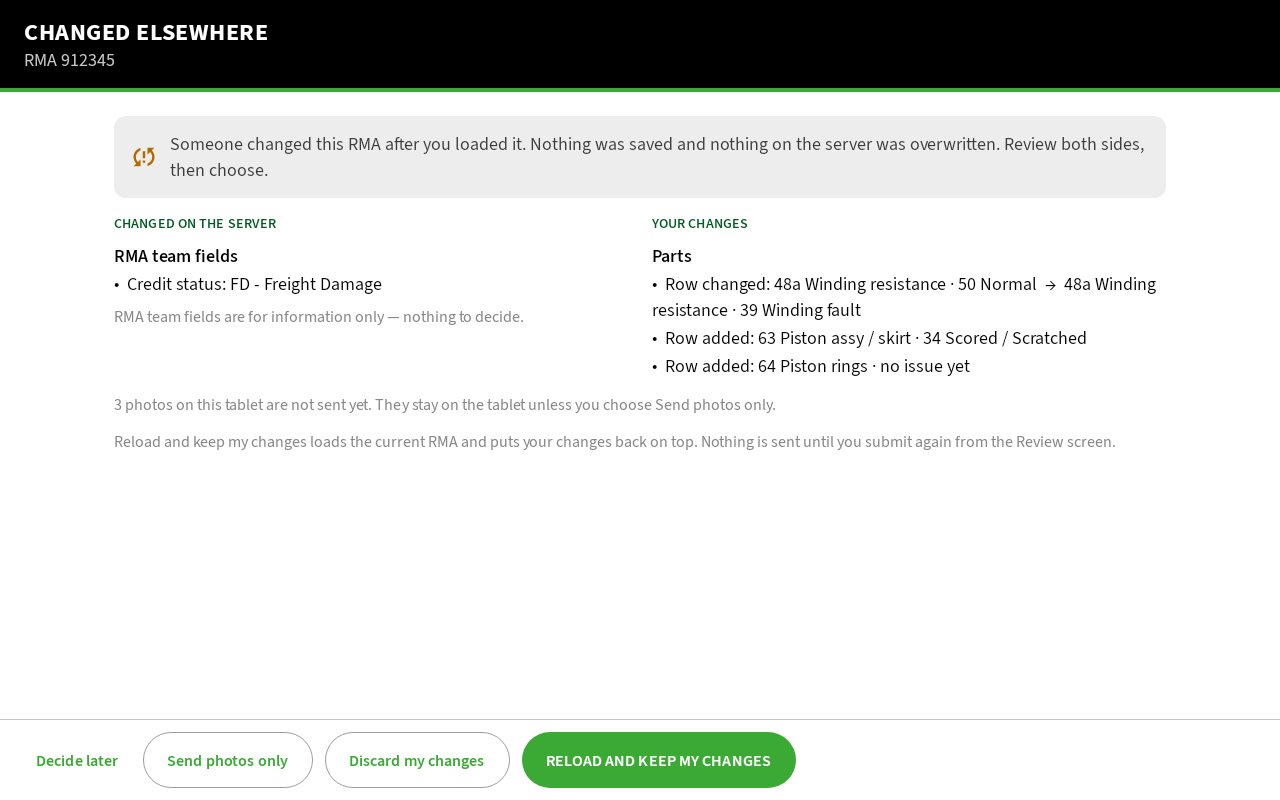 CHANGED ELSEWHERE
RMA 912345
Someone changed this RMA after you loaded it. Nothing was saved and nothing on the server was overwritten. Review both sides,
then choose.
CHANGED ON THE SERVER
RMA team fields
• Credit status: FD - Freight Damage
RMA team fields are for information only — nothing to decide.
YOUR CHANGES
Parts
• Row changed: 48a Winding resistance · 50 Normal → 48a Winding
resistance · 39 Winding fault
• Row added: 63 Piston assy / skirt · 34 Scored / Scratched
• Row added: 64 Piston rings · no issue yet
3 photos on this tablet are not sent yet. They stay on the tablet unless you choose Send photos only.
Reload and keep my changes loads the current RMA and puts your changes back on top. Nothing is sent until you submit again from the Review screen.
Decide later
Send photos only
Discard my changes
RELOAD AND KEEP MY CHANGES